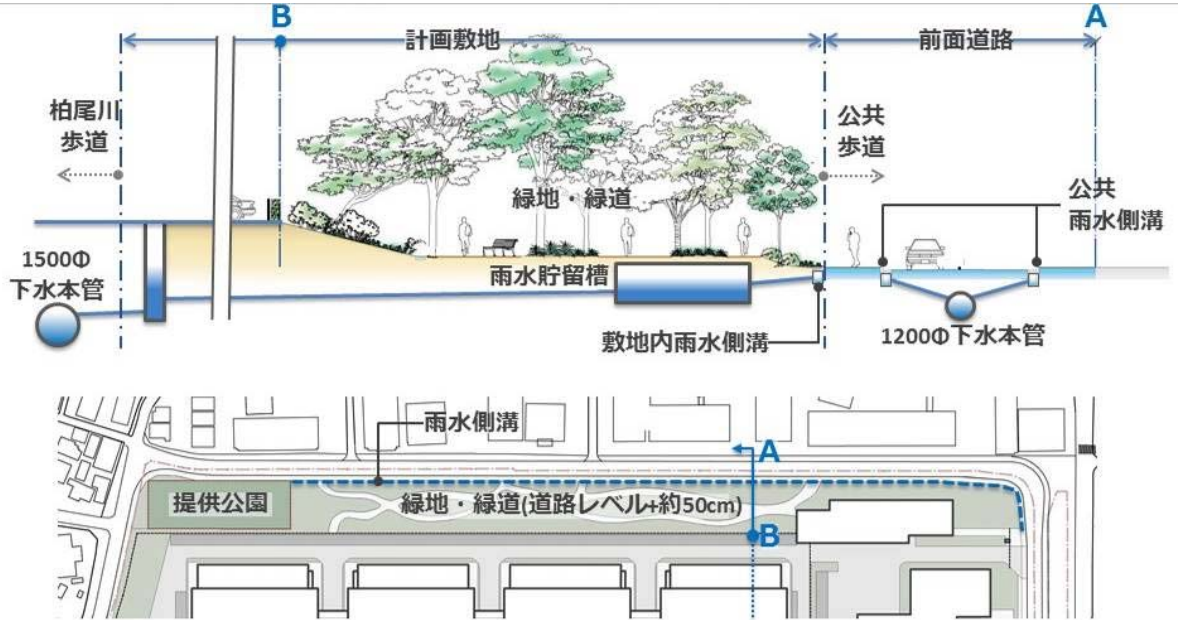 B
A
計画敷地
前面道路
柏尾川
歩道
公共
歩道
緑地・緑道
公共
雨水側溝
1500Φ
下水本管
雨水貯留槽
敷地内雨水側溝
1200Φ下水本管
雨水側溝
A
提供公園
緑地・緑道(道路レベル+約50cm)
B